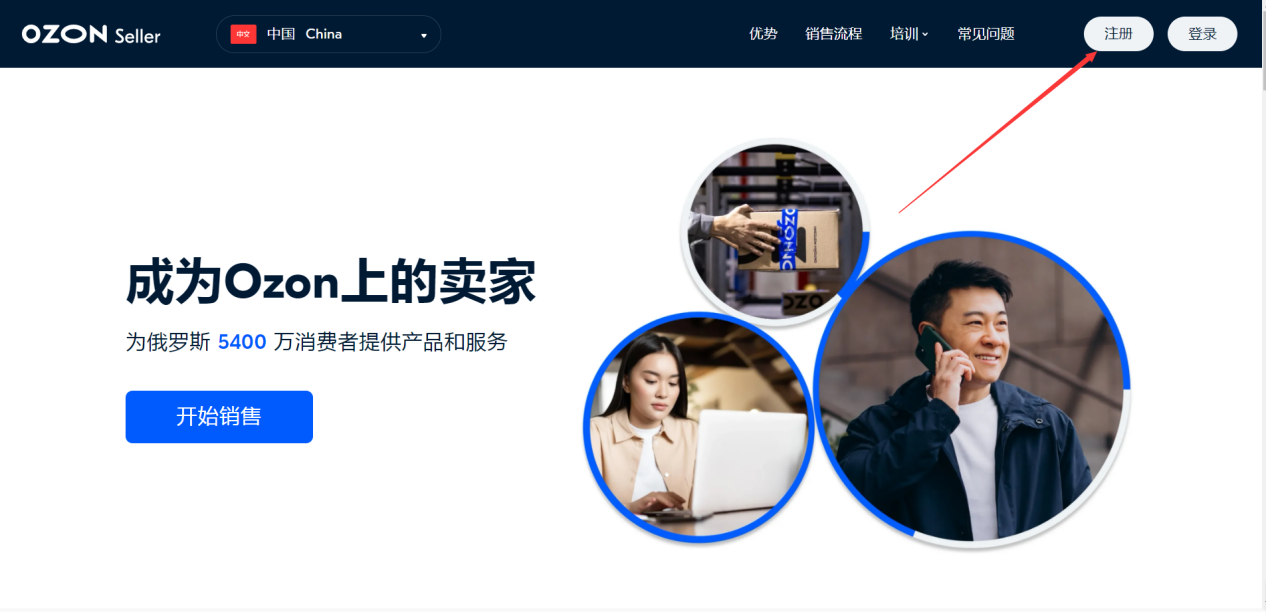 OZON Seller
中文 中国 China
优势 销售流程 培训 常见问题
注册 登录
成为Ozon上的卖家
为俄罗斯 5400 万消费者提供产品和服务
开始销售
OZON
OZO